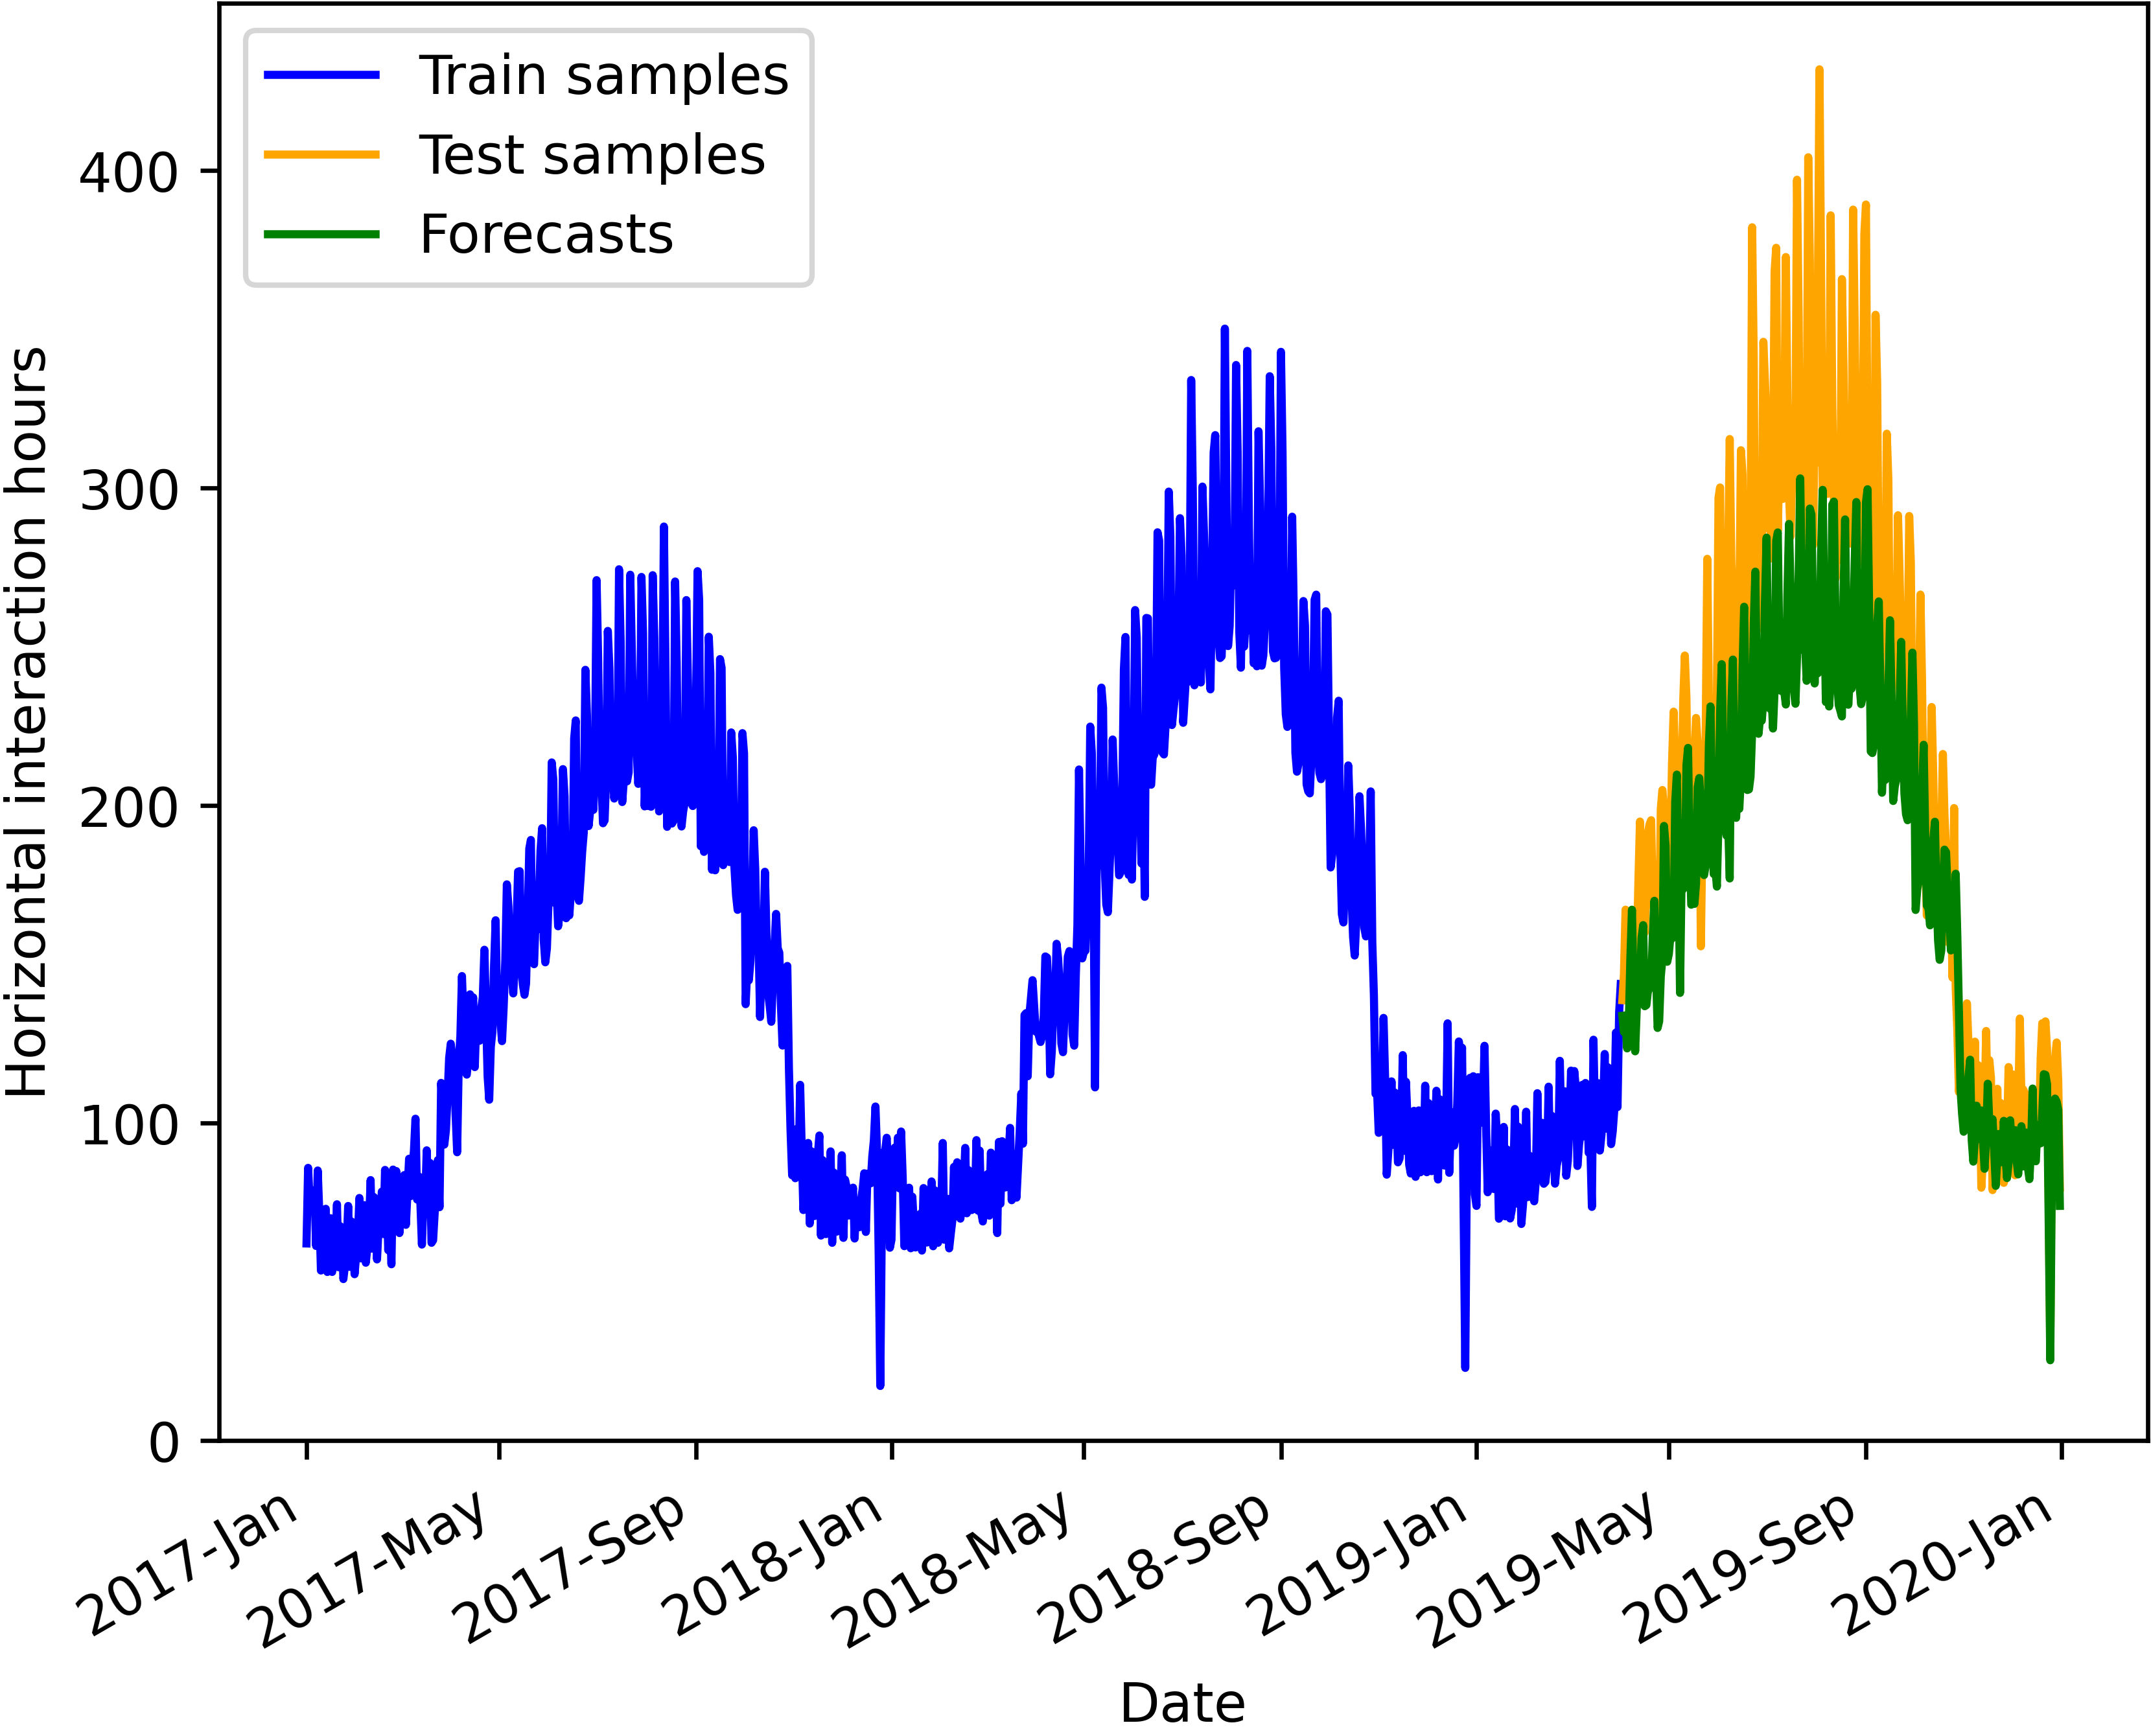 Train samples
Test samples
Forecasts
Horizontal interaction hours
400
300
200
100
0
2017-Jan
2017-May
2017-Sep
2018-Jan
2018-May
2018-Sep
2019-Jan
2019-May
2019-Sep
2020-Jan
Date